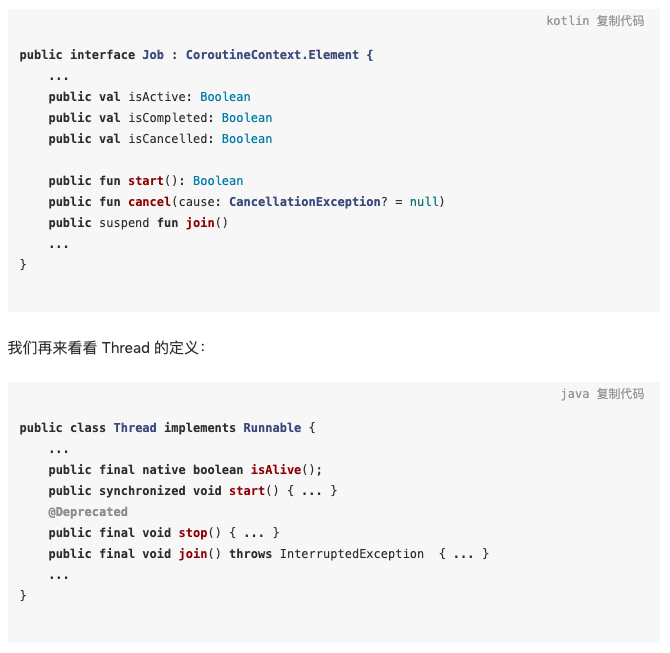 kotlin 复制代码
public interface Job : CoroutineContext.Element {
    ...
    public val isActive: Boolean
    public val isCompleted: Boolean
    public val isCancelled: Boolean

    public fun start(): Boolean
    public fun cancel(cause: CancellationException? = null)
    public suspend fun join()
    ...
}
我们再来看看 Thread 的定义：
java 复制代码
public class Thread implements Runnable {
    ...
    public final native boolean isAlive();
    public synchronized void start() { ... }
    @Deprecated
    public final void stop() { ... }
    public final void join() throws InterruptedException  { ... }
    ...
}